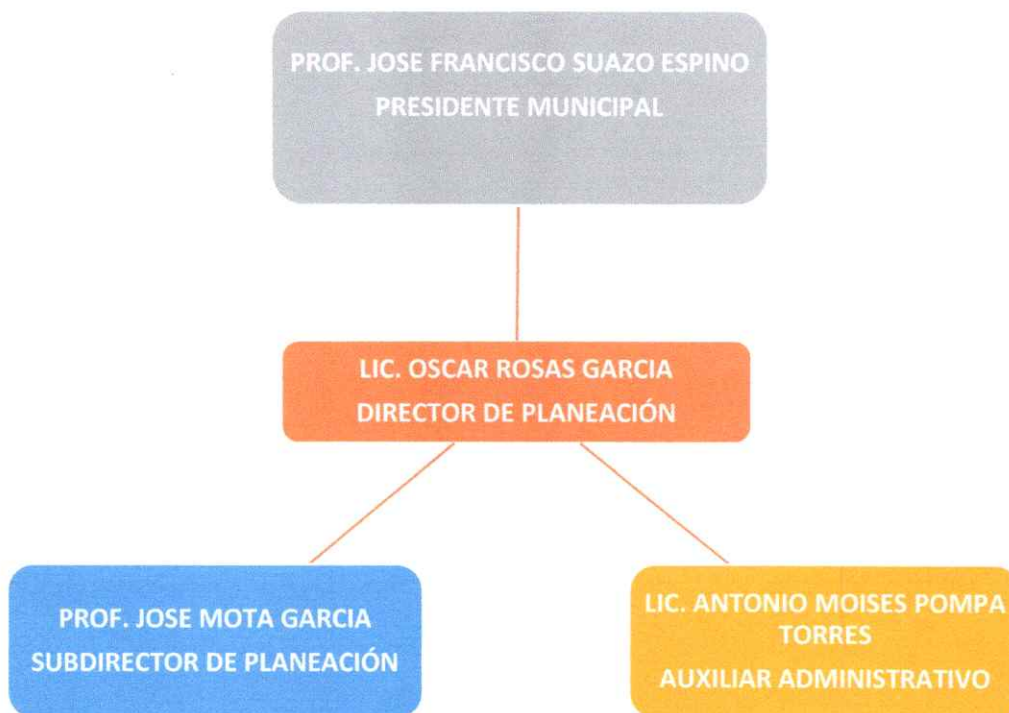 PROF. JOSE FRANCISCO SUAZO ESPINO
PRESIDENTE MUNICIPAL
LIC. OSCAR ROSAS GARCIA
DIRECTOR DE PLANEACIÓN
PROF. JOSE MOTA GARCIA
SUBDIRECTOR DE PLANEACIÓN
LIC. ANTONIO MOISES POMPA
TORRES
AUXILIAR ADMINISTRATIVO